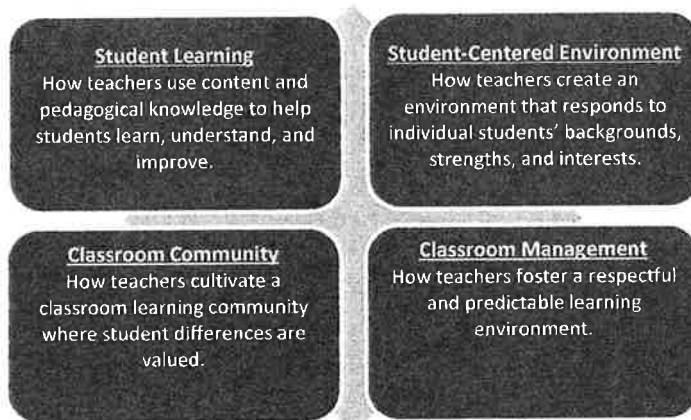 Student Learning
How teachers use content and
pedagogical knowledge to help
students learn, understand, and
improve.
Student-Centered Environment
How teachers create an
environment that responds to
individual students' backgrounds,
strengths, and interests.
Classroom Community
How teachers cultivate a
classroom learning community
where student differences are
valued.
Classroom Management
How teachers foster a respectful
and predictable learning
environment.